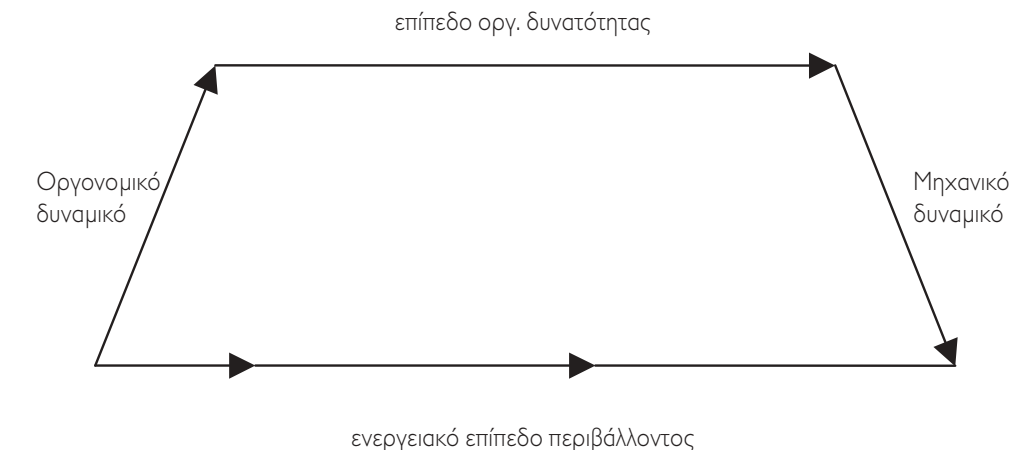 επίπεδο οργ. δυνατότητας
Οργονομικό
δυναμικό
Μηχανικό
δυναμικό
ενεργειακό επίπεδο περιβάλλοντος